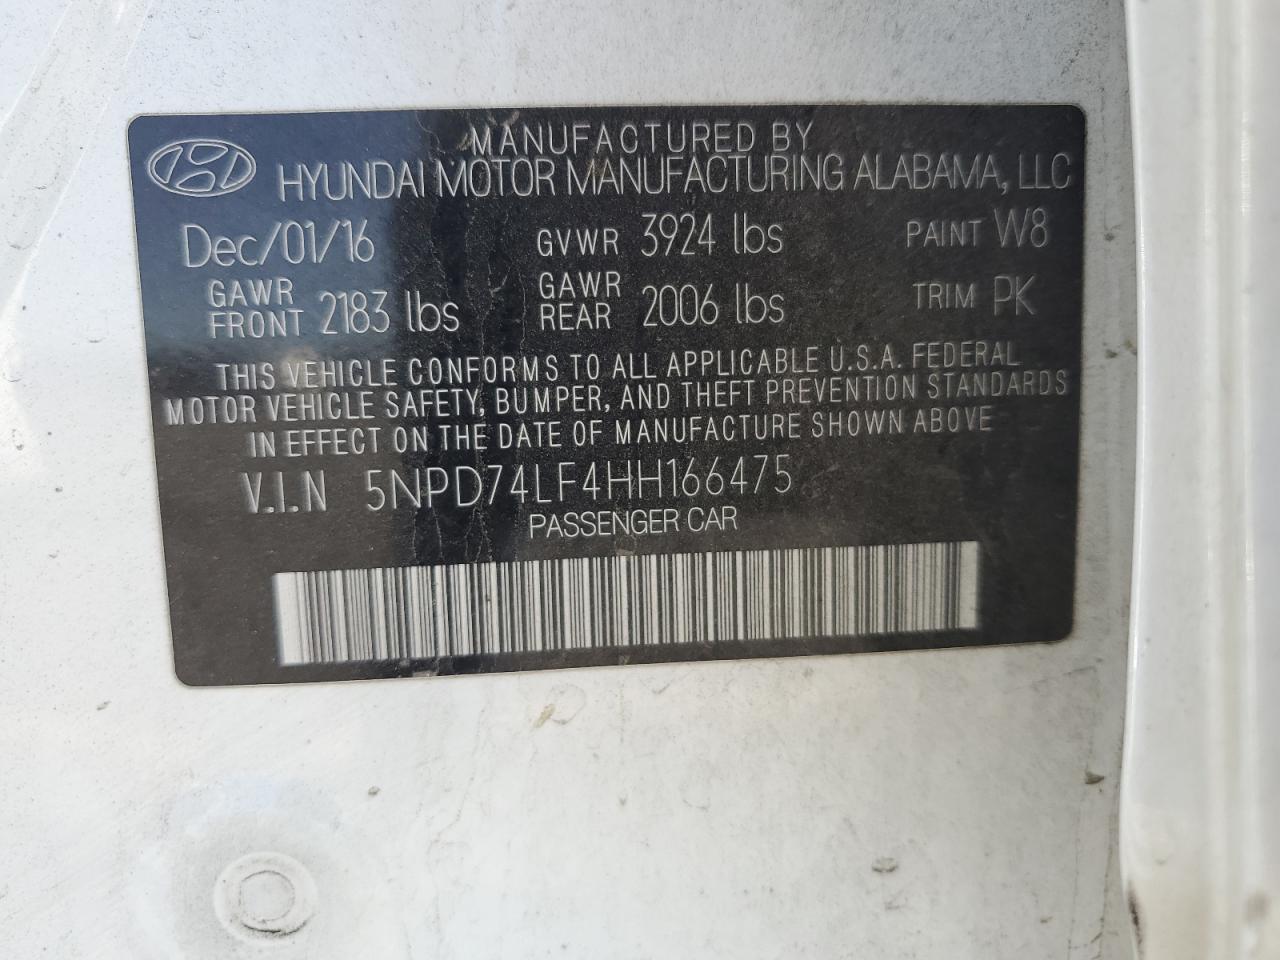 MANUFACTURED BY
HYUNDAI MOTOR MANUFACTURING ALABAMA, LLC
Dec/01/16 GVWR 3924 lbs PAINT W8
GAWR FRONT 2183 lbs GAWR REAR 2006 lbs TRIM PK
THIS VEHICLE CONFORMS TO ALL APPLICABLE U.S.A. FEDERAL
MOTOR VEHICLE SAFETY, BUMPER, AND THEFT PREVENTION STANDARDS
IN EFFECT ON THE DATE OF MANUFACTURE SHOWN ABOVE
V.I.N 5NPD74LF4HH166475
PASSENGER CAR